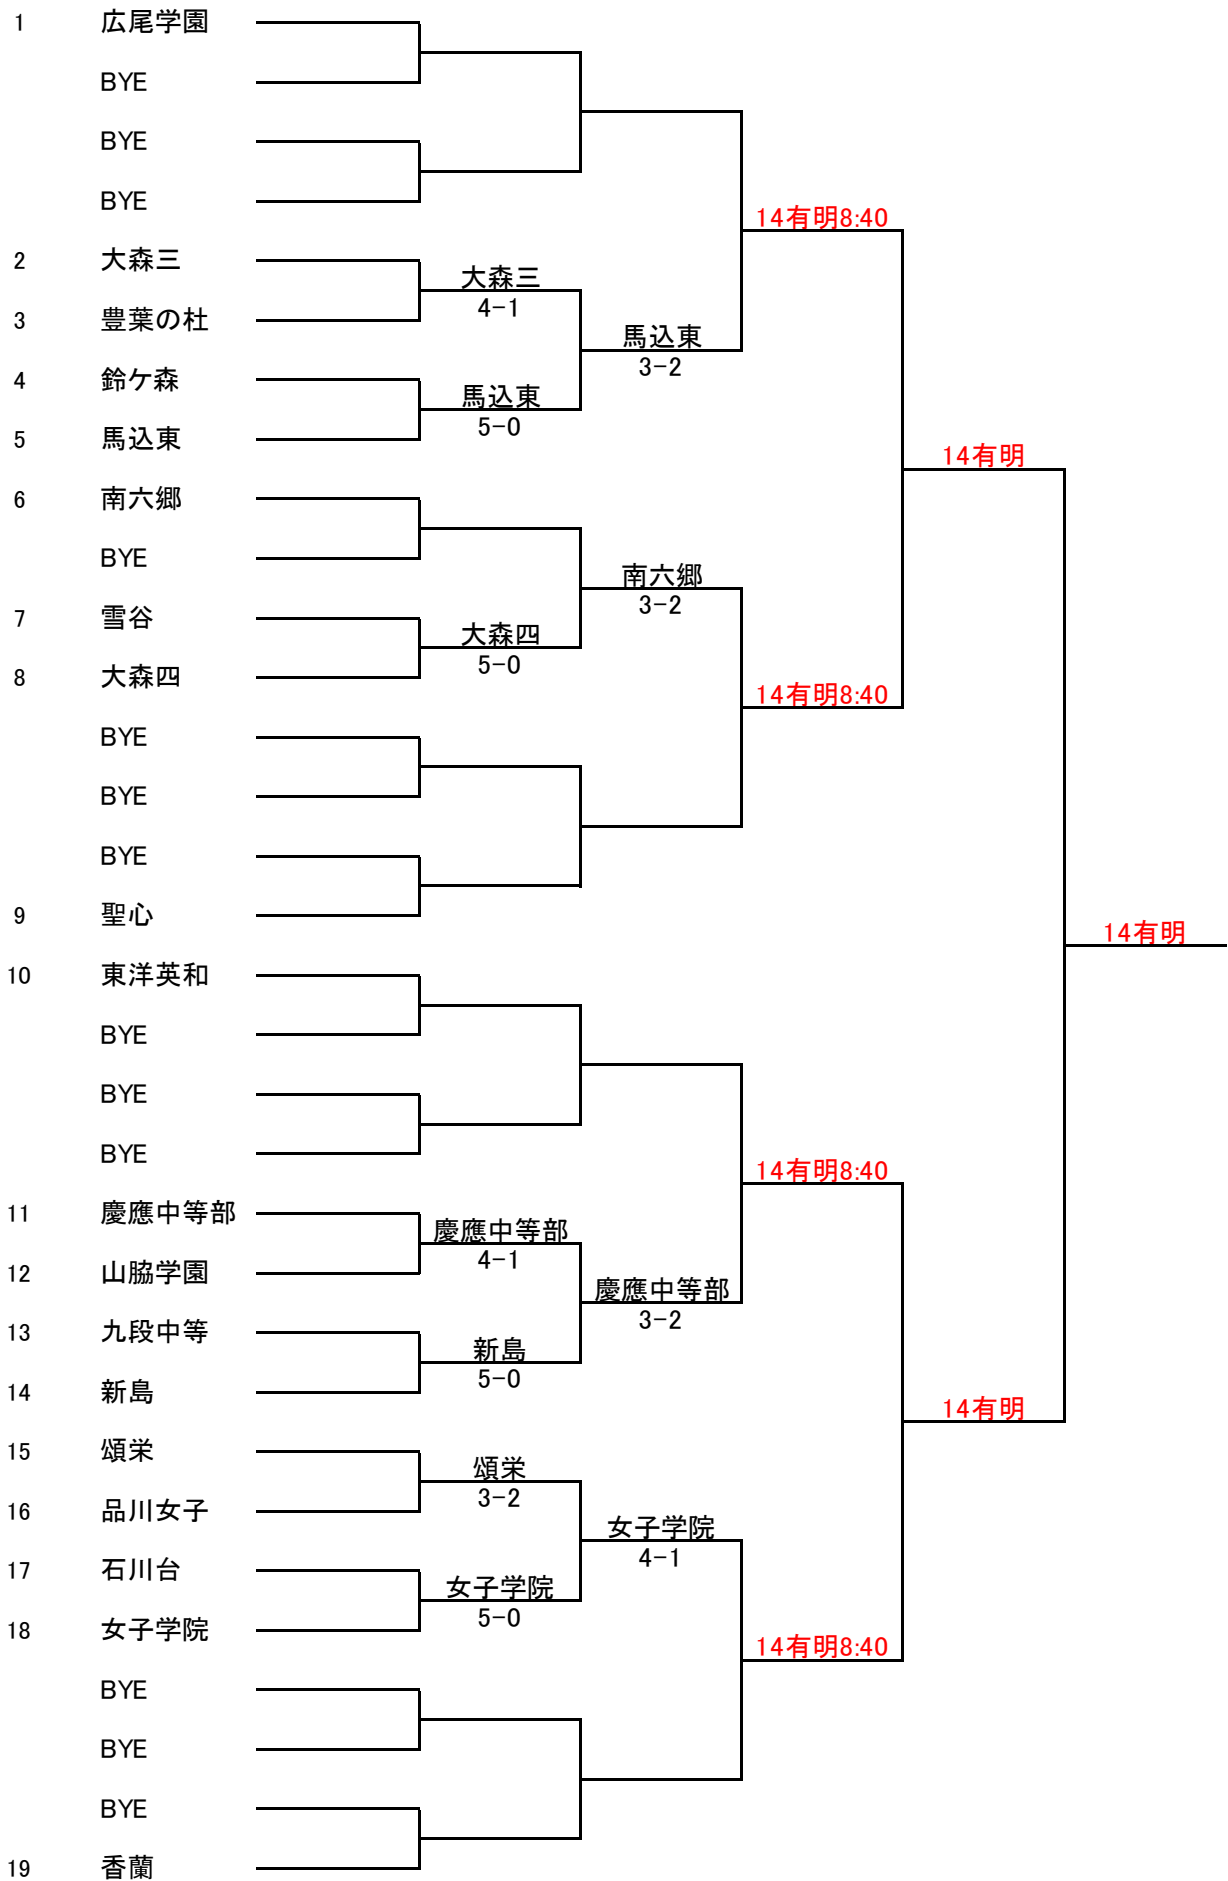 1 広尾学園
BYE
BYE
BYE
14有明8:40
2 大森三
大森三
4-1
3 豊葉の杜
馬込東
3-2
4 鈴ケ森
馬込東
5-0
5 馬込東
14有明
6 南六郷
BYE
南六郷
3-2
7 雪谷
大森四
5-0
8 大森四
14有明8:40
BYE
BYE
BYE
9 聖心
14有明
10 東洋英和
BYE
BYE
BYE
14有明8:40
11 慶應中等部
慶應中等部
4-1
12 山脇学園
慶應中等部
3-2
13 九段中等
新島
5-0
14 新島
14有明
15 頌栄
頌栄
3-2
16 品川女子
女子学院
4-1
17 石川台
女子学院
5-0
18 女子学院
14有明8:40
BYE
BYE
BYE
19 香蘭